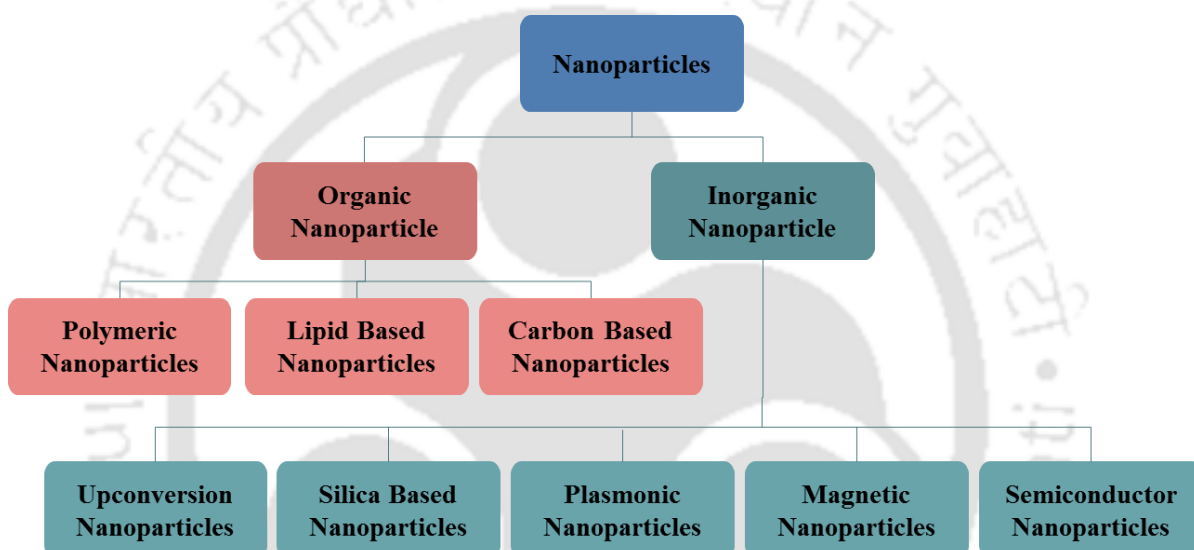 Nanoparticles
Organic
Nanoparticle
Inorganic
Nanoparticle
Polymeric
Nanoparticles
Lipid Based
Nanoparticles
Carbon Based
Nanoparticles
Upconversion
Nanoparticles
Silica Based
Nanoparticles
Plasmonic
Nanoparticles
Magnetic
Nanoparticles
Semiconductor
Nanoparticles